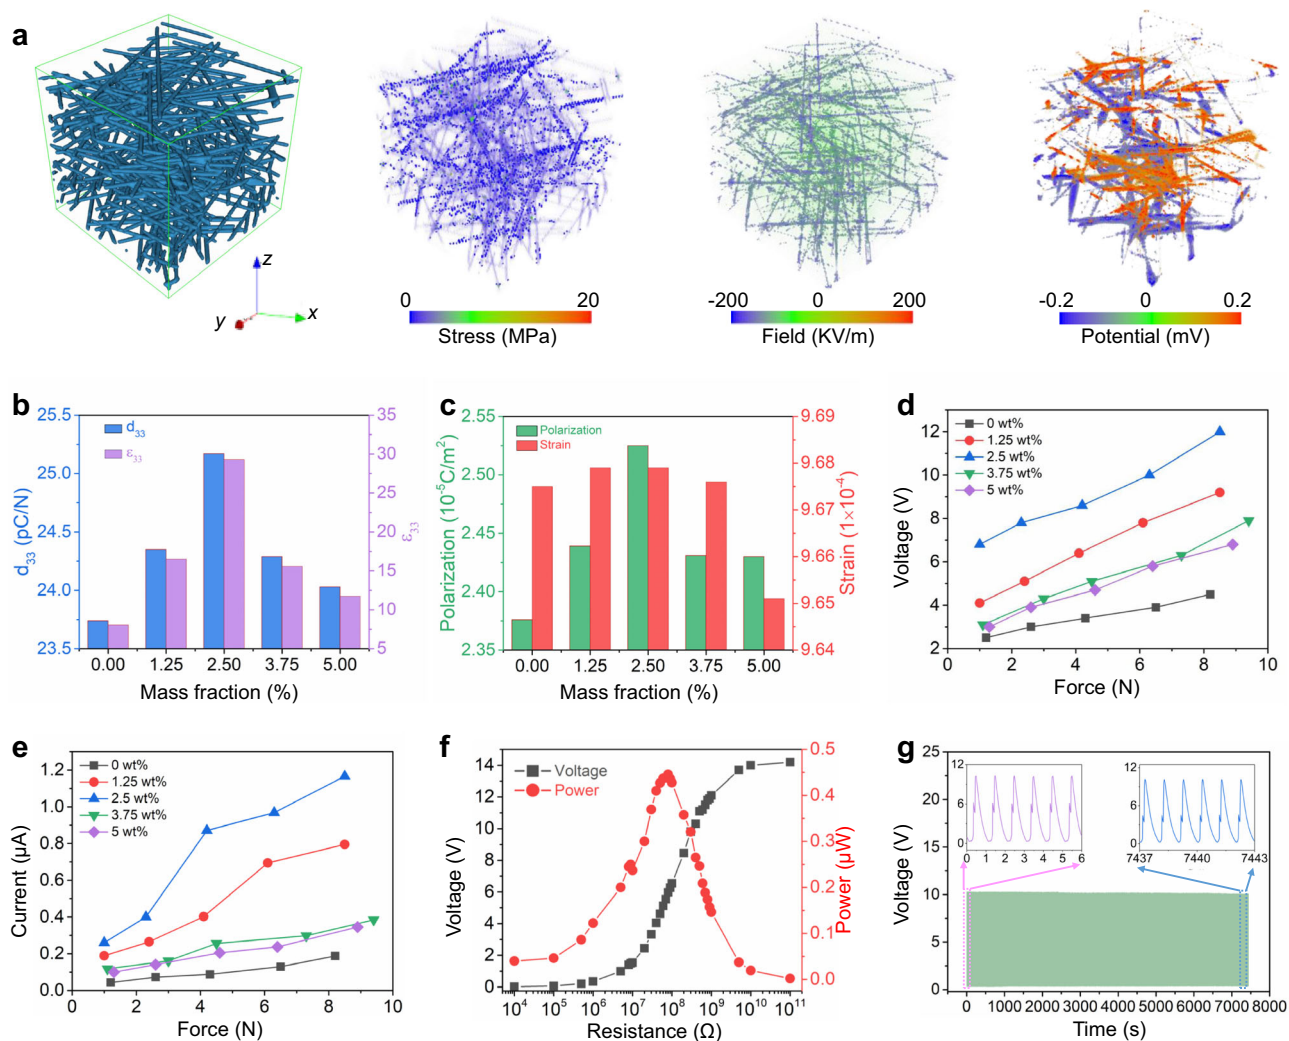 a
z
y
x
0 20
Stress (MPa)
-200 0 200
Field (KV/m)
-0.2 0 0.2
Potential (mV)
b
25.5
25.0
24.5
24.0
23.5
d33 (pC/N)
d33
ε33
35
30
25
20
15
10
5
ε33
0.00 1.25 2.50 3.75 5.00
Mass fraction (%)
c
2.55
2.50
2.45
2.40
2.35
Polarization (10-5C/m2)
Polarization
Strain
9.69
9.68
9.67
9.66
9.65
9.64
Strain (1×10-4)
0.00 1.25 2.50 3.75 5.00
Mass fraction (%)
d
12
10
8
6
4
2
Voltage (V)
0 wt%
1.25 wt%
2.5 wt%
3.75 wt%
5 wt%
0 2 4 6 8 10
Force (N)
e
1.2
1.0
0.8
0.6
0.4
0.2
0.0
Current (μA)
0 wt%
1.25 wt%
2.5 wt%
3.75 wt%
5 wt%
0 2 4 6 8 10
Force (N)
f
14
12
10
8
6
4
2
0
Voltage (V)
Voltage
Power
0.5
0.4
0.3
0.2
0.1
0.0
Power (μW)
10⁴ 10⁵ 10⁶ 10⁷ 10⁸ 10⁹ 10¹⁰ 10¹¹
Resistance (Ω)
g
25
20
15
10
5
0
Voltage (V)
12
6
0
0 1 2 3 4 5 6
12
6
0
7437 7440 7443
0 1000 2000 3000 4000 5000 6000 7000 8000
Time (s)